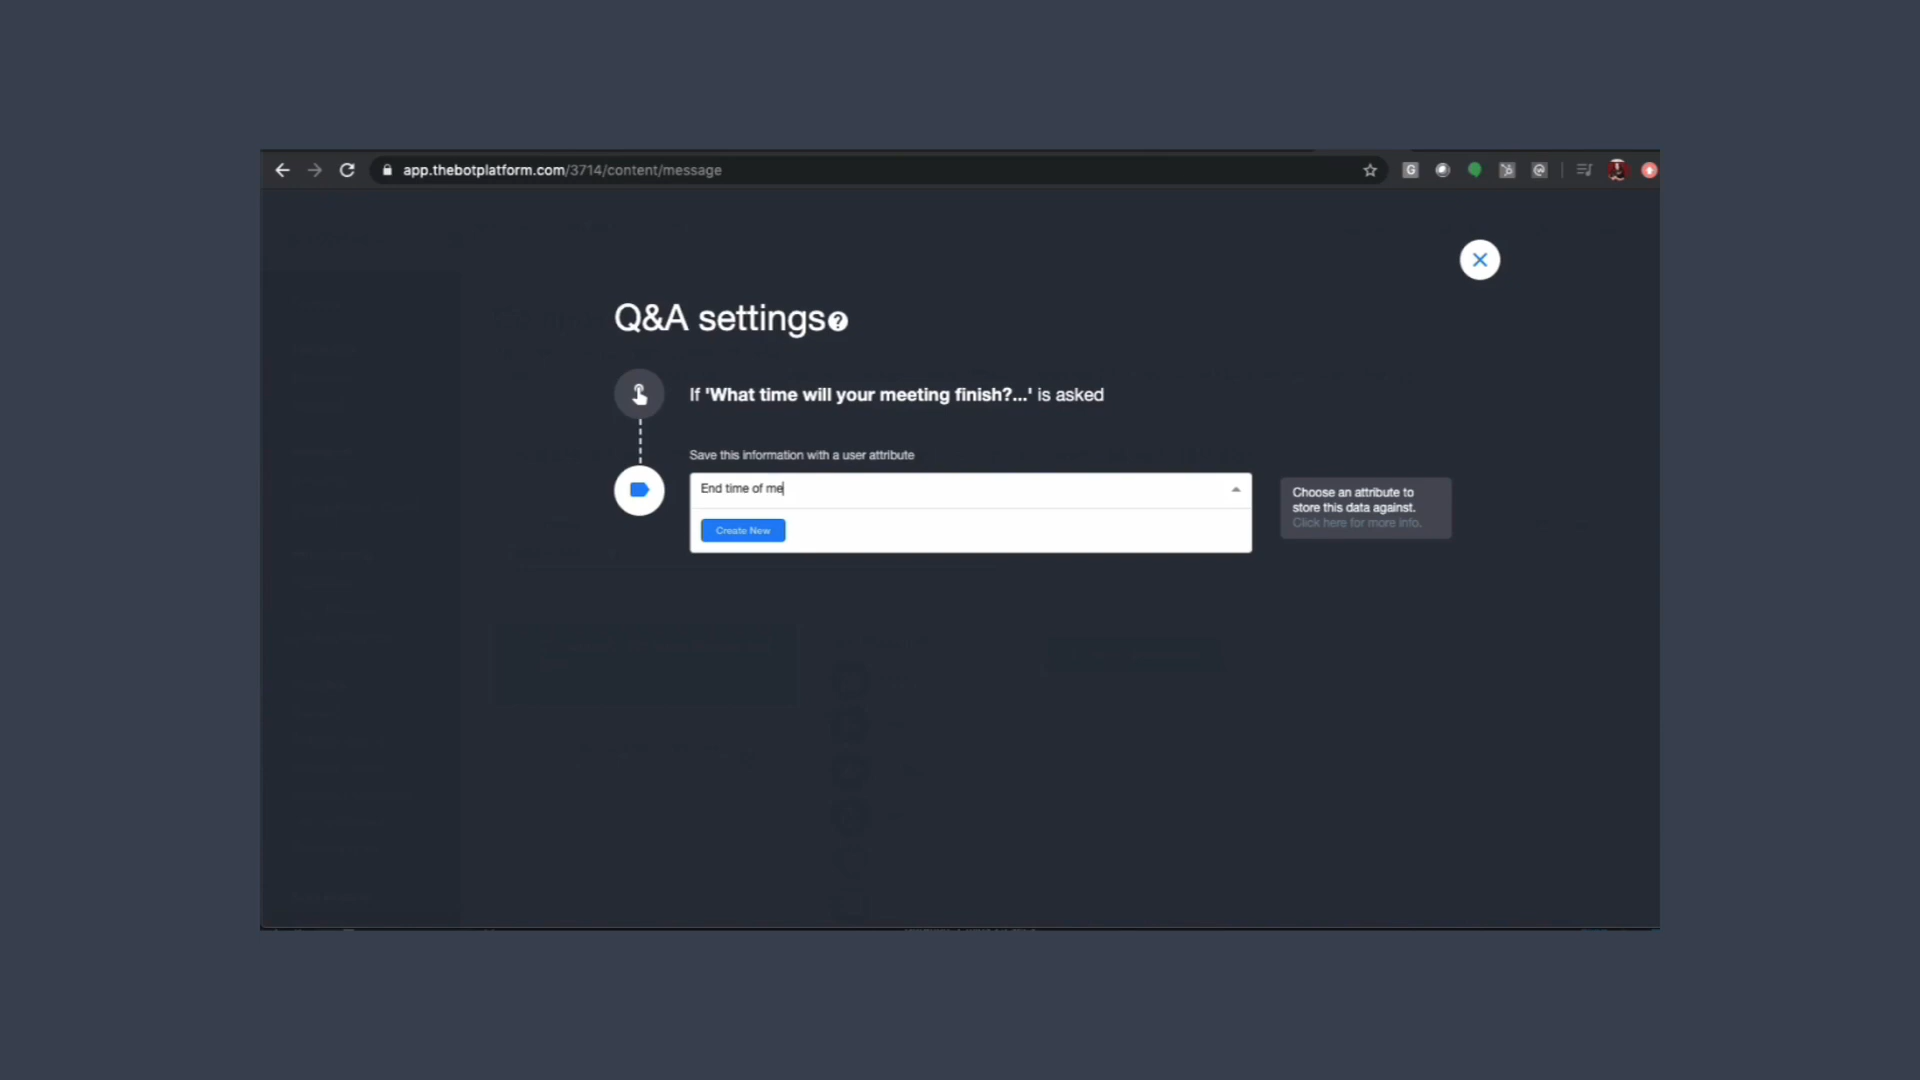 app.thebotplatform.com/3714/content/message
Q&A settings
If 'What time will your meeting finish?...' is asked
Save this information with a user attribute
End time of me
Create New
Choose an attribute to
store this data against.
Click here for more info.